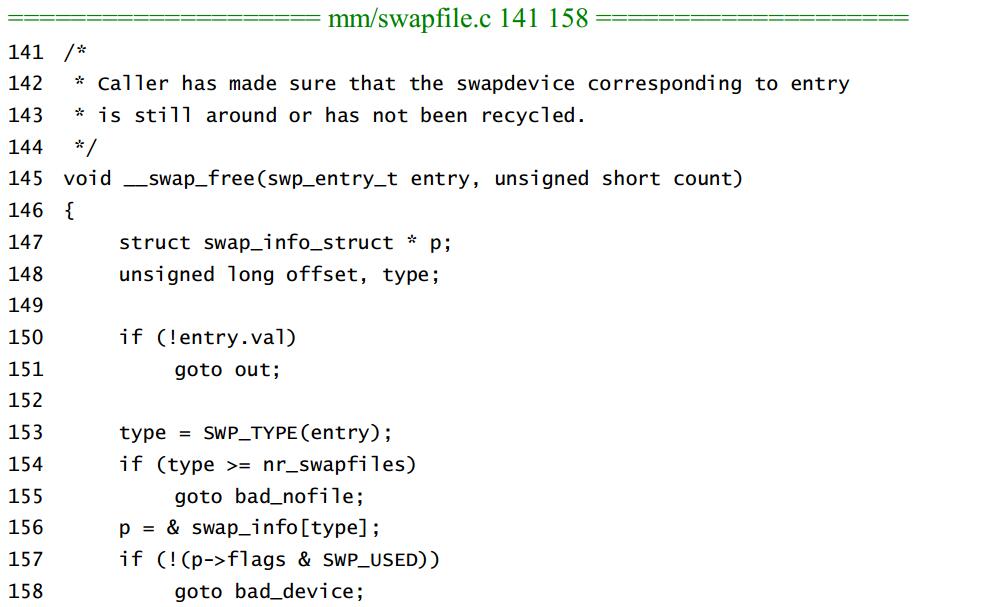 ==================== mm/swapfile.c 141 158 ====================
141 /*
142  * Caller has made sure that the swapdevice corresponding to entry
143  * is still around or has not been recycled.
144  */
145 void __swap_free(swp_entry_t entry, unsigned short count)
146 {
147      struct swap_info_struct * p;
148      unsigned long offset, type;
149
150      if (!entry.val)
151           goto out;
152
153      type = SWP_TYPE(entry);
154      if (type >= nr_swapfiles)
155           goto bad_nofile;
156      p = & swap_info[type];
157      if (!(p->flags & SWP_USED))
158           goto bad_device;